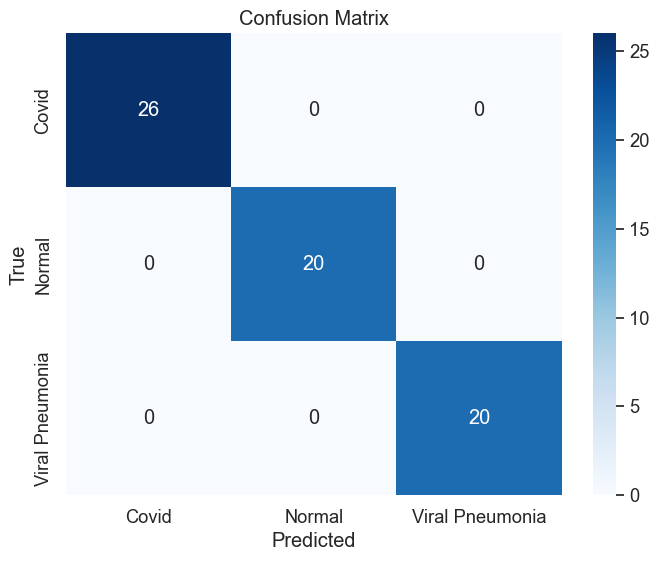 Confusion Matrix
Covid
Normal
Viral Pneumonia
True
26 0 0
0 20 0
0 0 20
Covid Normal Viral Pneumonia
Predicted
25
20
15
10
5
0